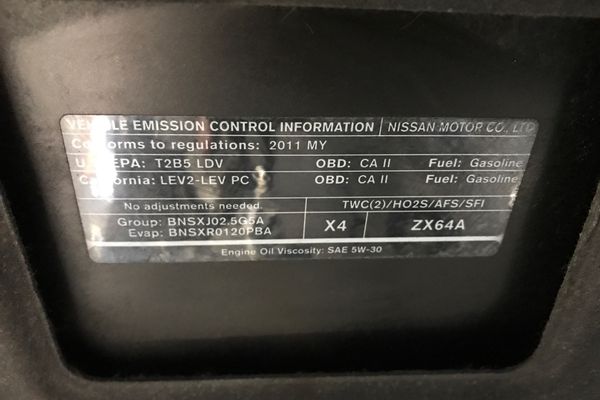 VEHICLE EMISSION CONTROL INFORMATION NISSAN MOTOR CO., LTD
Conforms to regulations: 2011 MY
U.S. EPA: T2B5 LDV OBD: CA II Fuel: Gasoline
California: LEV2-LEV PC OBD: CA II Fuel: Gasoline
No adjustments needed. TWC(2)/HO2S/AFS/SFI
Group: BNSXJ02.5G5A
Evap: BNSXR0120PBA
X4 ZX64A
Engine Oil Viscosity: SAE 5W-30